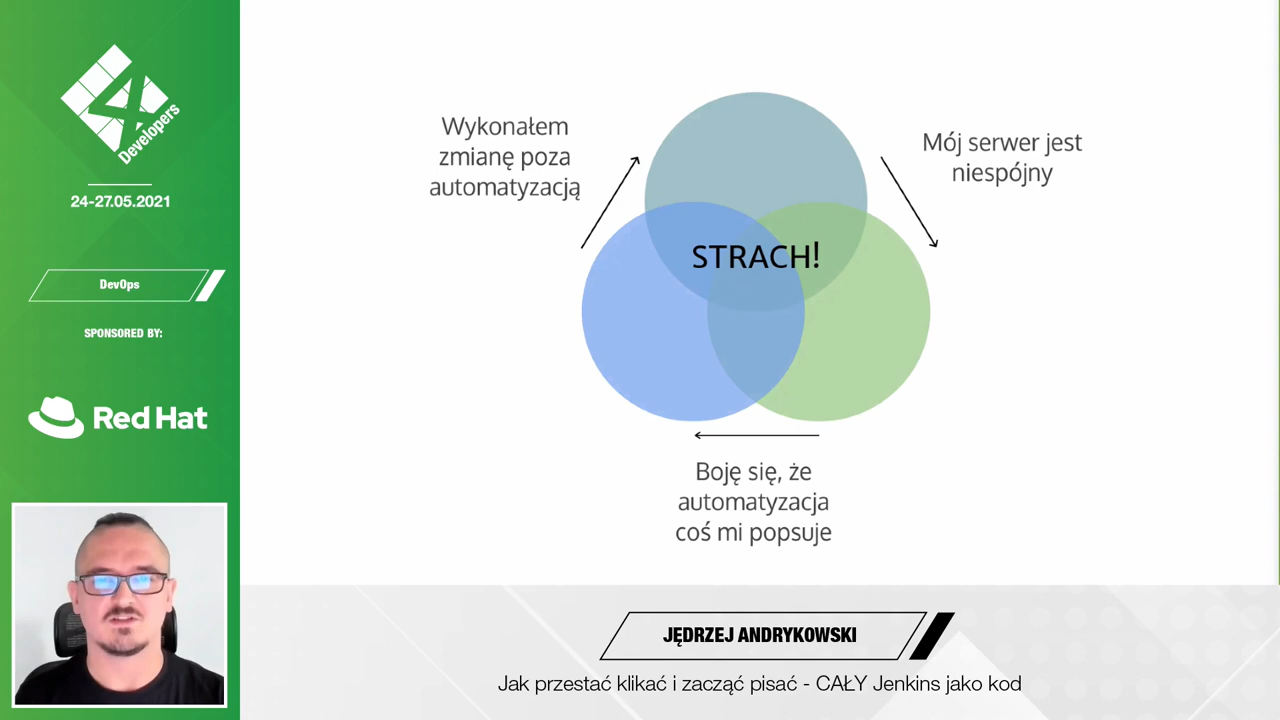 4
Developers
24-27.05.2021
DevOps
SPONSORED BY:
Red Hat
Wykonałem
zmianę poza
automatyzacją
Mój serwer jest
niespójny
STRACH!
Boję się, że
automatyzacja
coś mi popsuje
JĘDRZEJ ANDRYKOWSKI
Jak przestać klikać i zacząć pisać - CAŁY Jenkins jako kod